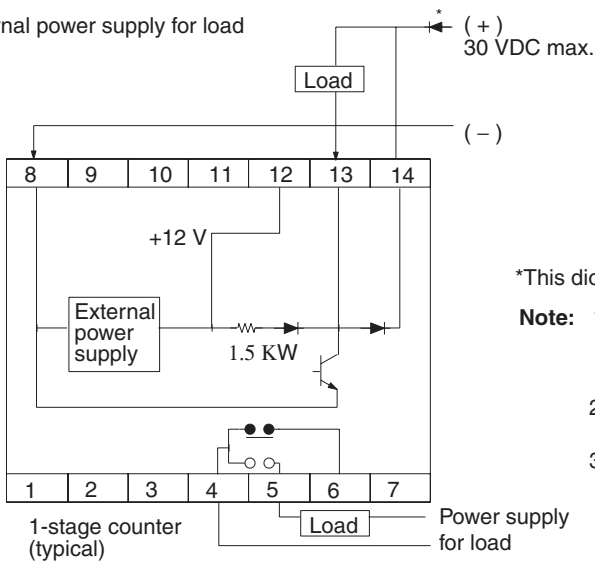 rnal power supply for load
*
( + )
30 VDC max.
Load
( − )
8 9 10 11 12 13 14
+12 V
External
power
supply
1.5 KW
*This dio
Note:
2
3
1 2 3 4 5 6 7
1-stage counter
(typical)
Load
Power supply
for load